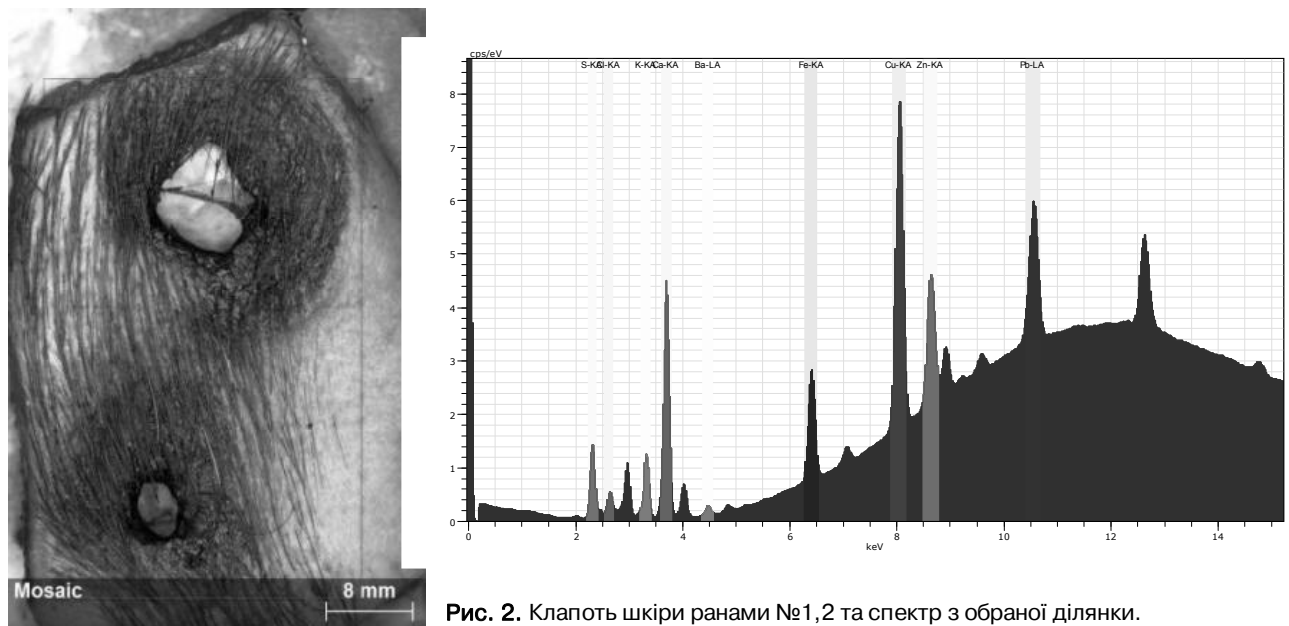 cps/eV
S-KA Cl-KA K-KA Ca-KA Ba-LA Fe-KA Cu-KA Zn-KA Pb-LA
8
7
6
5
4
3
2
1
0
0 2 4 6 8 10 12 14
keV
Mosaic 8 mm
Рис. 2. Клапоть шкіри ранами №1,2 та спектр з обраної ділянки.